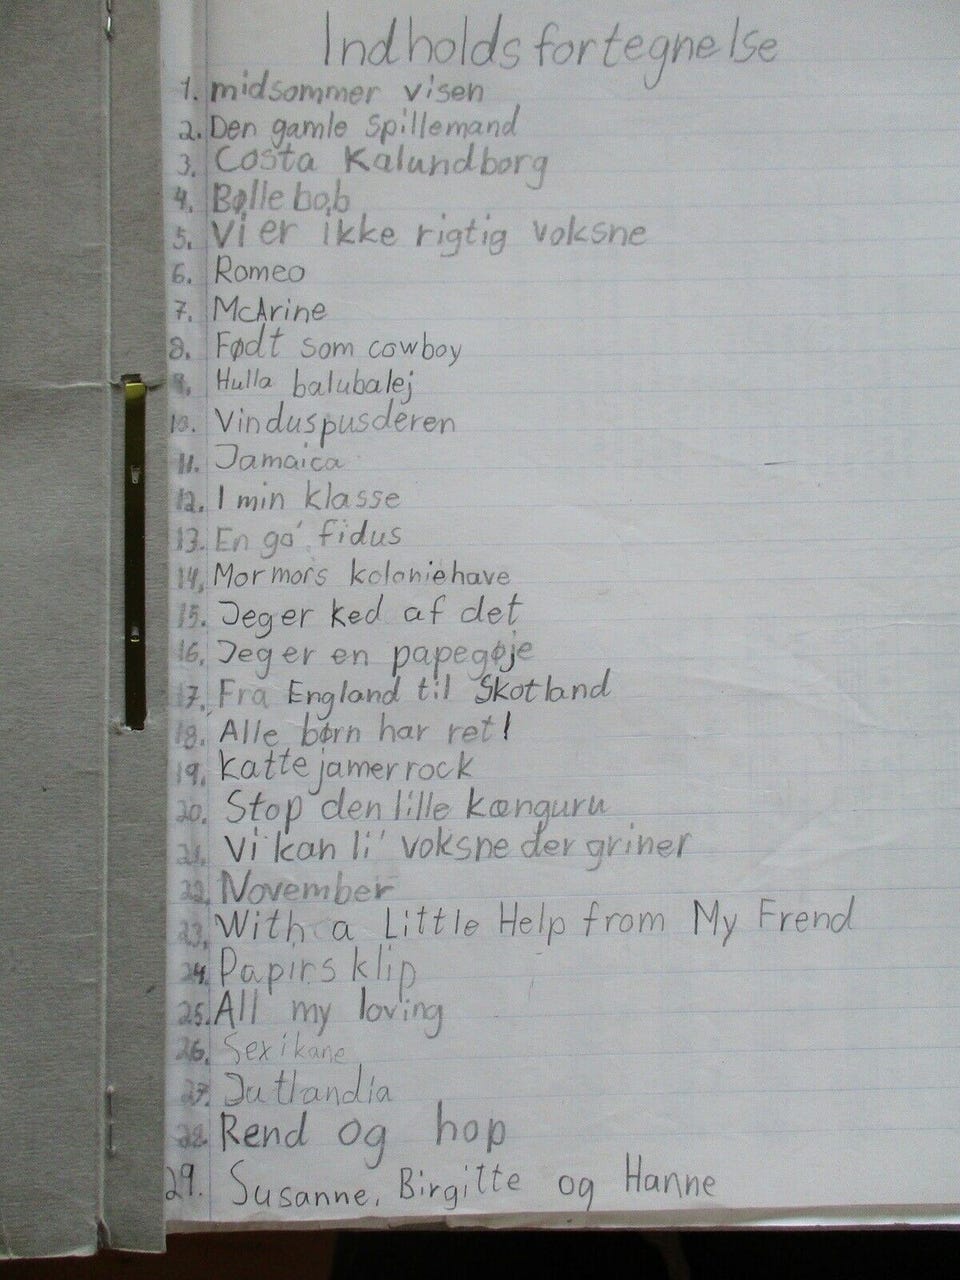 Indholdsfortegnelse
1. midsommer visen
2. Den gamle spillemand
3. Costa Kalundborg
4. Bølle bob
5. Vi er ikke rigtig voksne
6. Romeo
7. McArine
8. Født som cowboy
9. Hulla balubalej
10. Vinduspusderen
11. Jamaica
12. I min klasse
13. En go' fidus
14. Mormors koloniehave
15. Jeg er ked af det
16. Jeg er en papegøje
17. Fra England til Skotland
18. Alle børn har ret!
19. kattejamerrock
20. Stop den lille kænguru
21. Vi kan li' voksne der griner
22. November
23. With a Little Help from My Frend
24. Papirsklip
25. All my loving
26. Sexikane
27. Jutlandia
28. Rend og hop
29. Susanne, Birgitte og Hanne